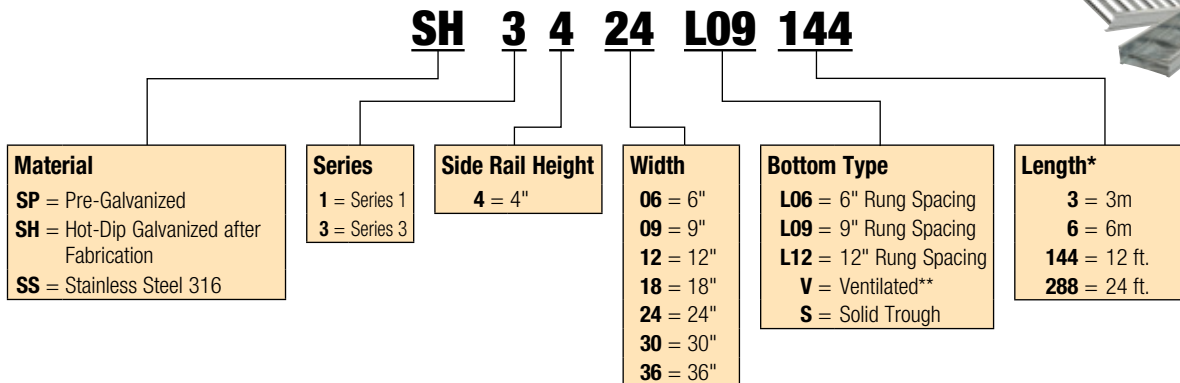 SH 3 4 24 L09 144
Material
SP = Pre-Galvanized
SH = Hot-Dip Galvanized after
Fabrication
SS = Stainless Steel 316
Series
1 = Series 1
3 = Series 3
Side Rail Height
4 = 4"
Width
06 = 6"
09 = 9"
12 = 12"
18 = 18"
24 = 24"
30 = 30"
36 = 36"
Bottom Type
L06 = 6" Rung Spacing
L09 = 9" Rung Spacing
L12 = 12" Rung Spacing
V = Ventilated**
S = Solid Trough
Length*
3 = 3m
6 = 6m
144 = 12 ft.
288 = 24 ft.